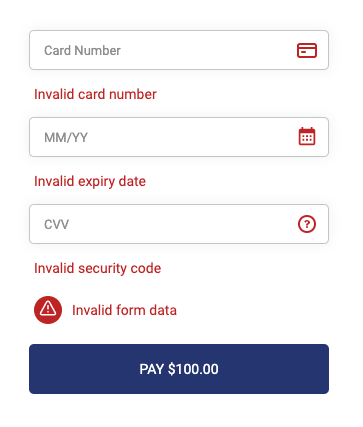 Card Number
Invalid card number
MM/YY
Invalid expiry date
CVV
?
Invalid security code
Invalid form data
PAY $100.00